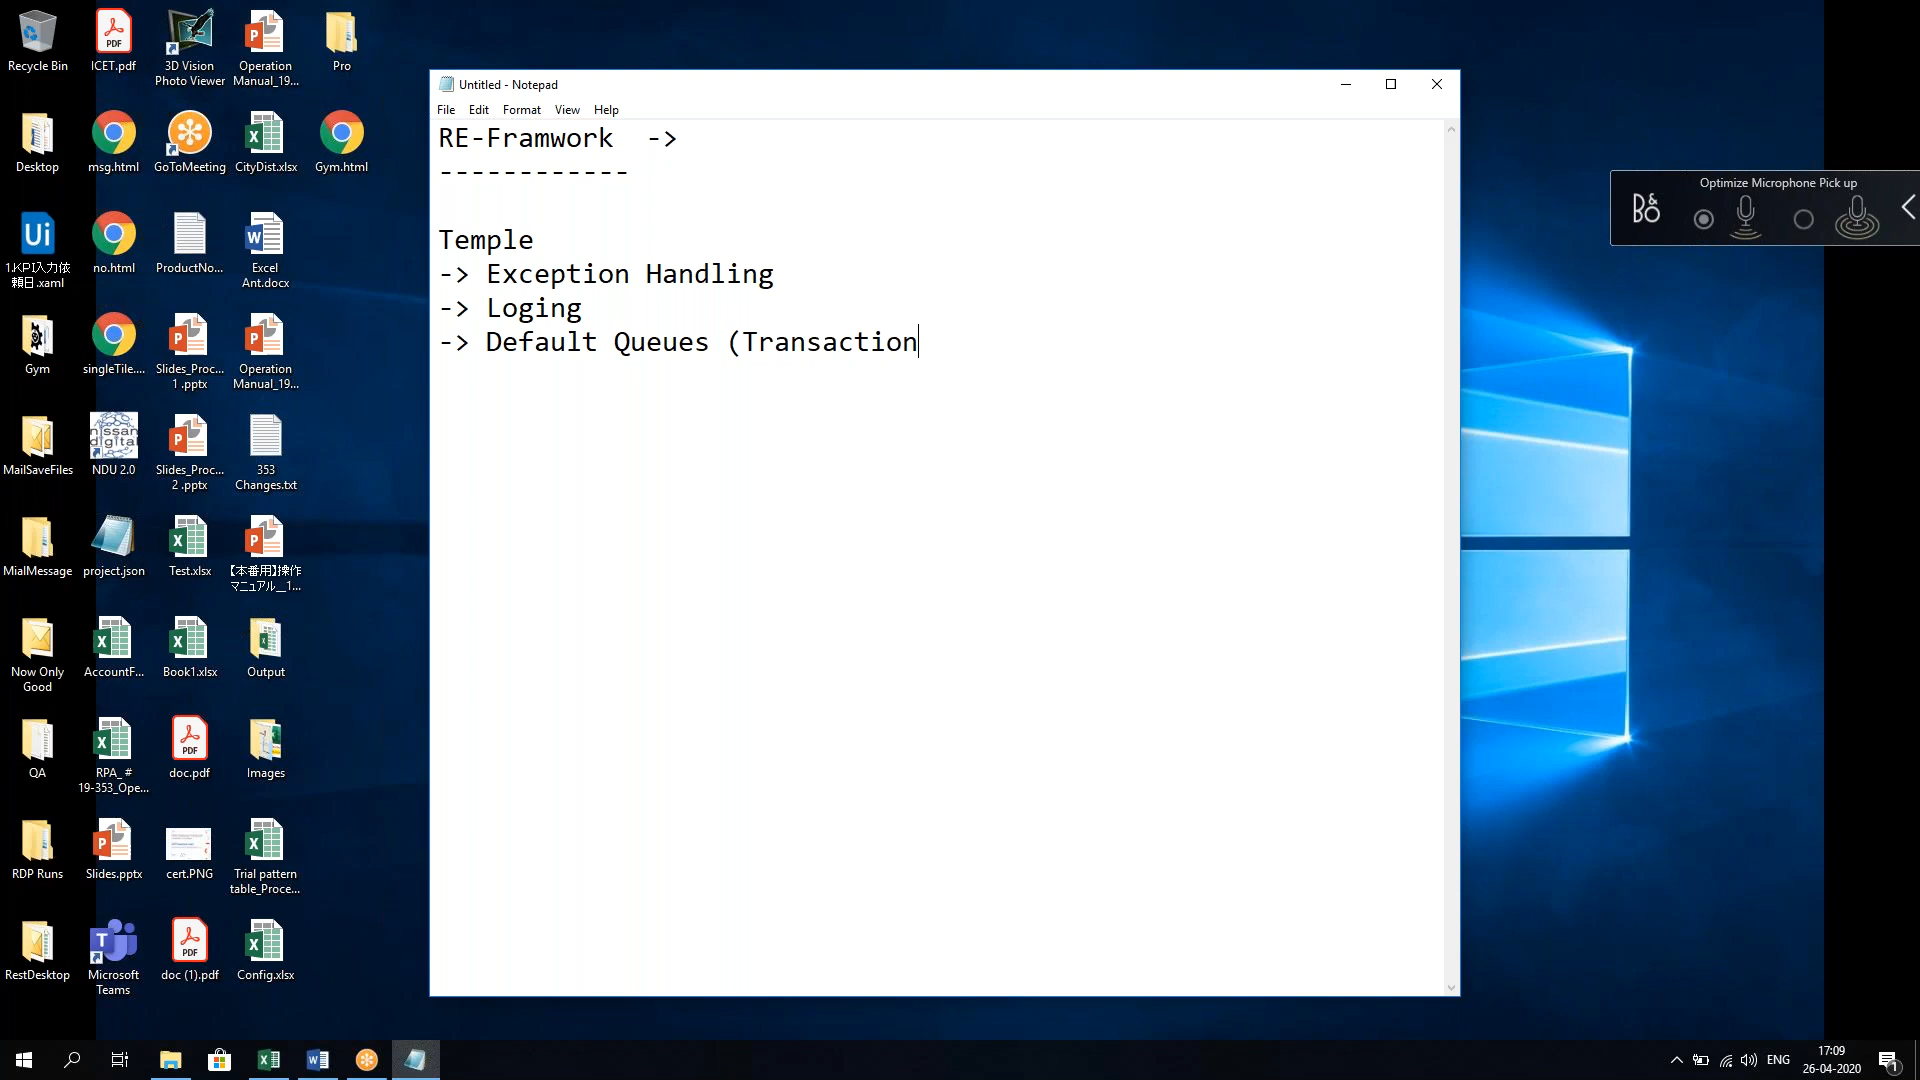 Recycle Bin
ICET.pdf
3D Vision
Photo Viewer
Operation
Manual_19...
Pro
Desktop
msg.html
GoToMeeting
CityDist.xlsx
Gym.html
1.KPI入力依
頼日.xaml
no.html
ProductNo...
Excel
Ant.docx
Gym
singleTile....
Slides_Proc...
1 .pptx
Operation
Manual_19...
MailSaveFiles
nissan
digital
NDU 2.0
Slides_Proc...
2 .pptx
353
Changes.txt
MialMessage
project.json
Test.xlsx
【本番用】操作
マニュアル__1...
Now Only
Good
AccountF...
Book1.xlsx
Output
QA
RPA_ #
19-353_Ope...
doc.pdf
Images
RDP Runs
Slides.pptx
cert.PNG
Trial pattern
table_Proce...
RestDesktop
Microsoft
Teams
doc (1).pdf
Config.xlsx
Untitled - Notepad
File Edit Format View Help
RE-Framwork ->
------------
Temple
-> Exception Handling
-> Loging
-> Default Queues (Transaction
Optimize Microphone Pick up
B&O
ENG
17:09
26-04-2020
1